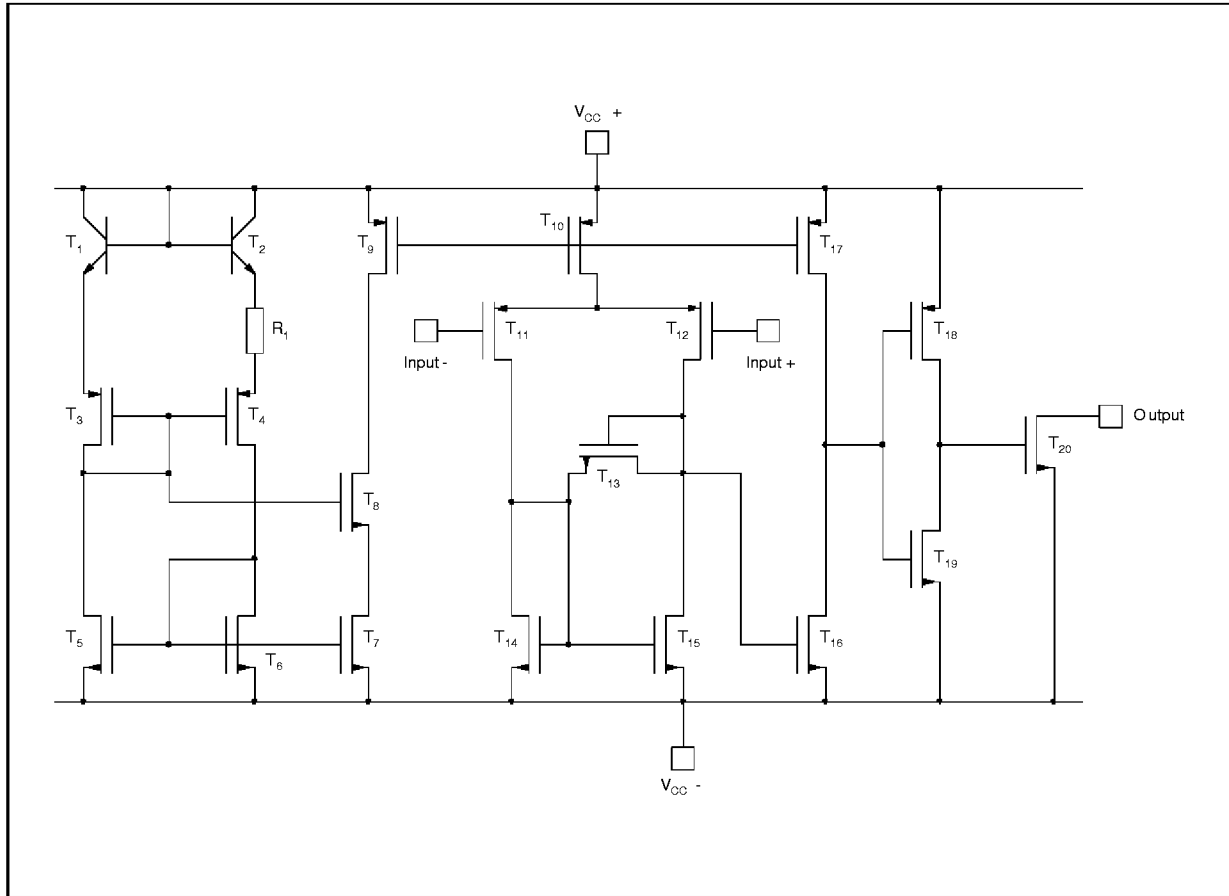 V_CC +
T_1
T_2
T_9
T_10
T_17
R_1
T_11
T_12
T_18
Input -
Input +
T_3
T_4
Output
T_20
T_8
T_13
T_19
T_5
T_6
T_7
T_14
T_15
T_16
V_CC -